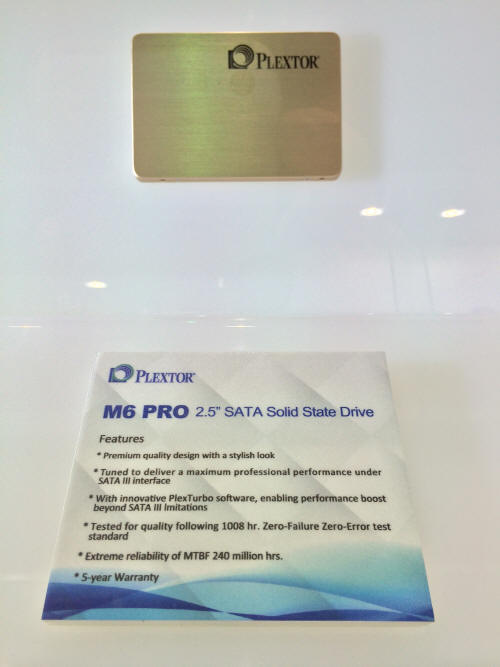 PLEXTOR
PLEXTOR
M6 PRO 2.5" SATA Solid State Drive
Features
* Premium quality design with a stylish look
* Tuned to deliver a maximum professional performance under
SATA III interface
* With innovative PlexTurbo software, enabling performance boost
beyond SATA III lmitations
* Tested for quality following 1008 hr. Zero-Failure Zero-Error test
standard
* Extreme reliability of MTBF 240 million hrs.
* 5-year Warranty